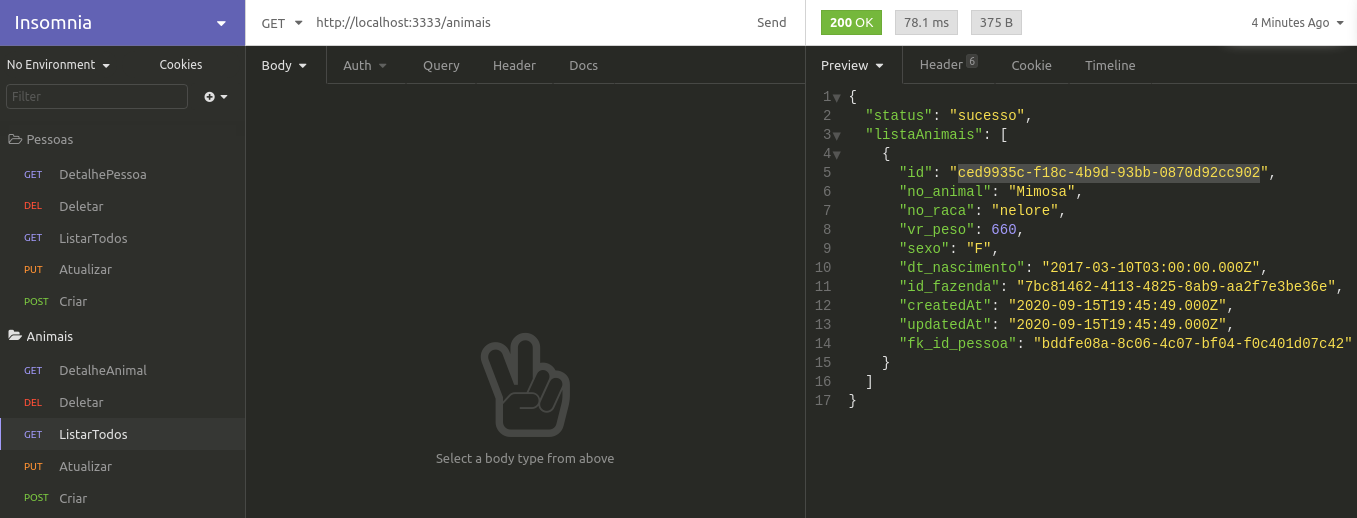 Insomnia
No Environment Cookies
Filter
Pessoas
GET DetalhePessoa
DEL Deletar
GET ListarTodos
PUT Atualizar
POST Criar
Animais
GET DetalheAnimal
DEL Deletar
GET ListarTodos
PUT Atualizar
POST Criar
GET http://localhost:3333/animais Send
Body Auth Query Header Docs
Select a body type from above
200 OK 78.1 ms 375 B 4 Minutes Ago
Preview Header 6 Cookie Timeline
1 {
2 "status": "sucesso",
3 "listaAnimais": [
4 {
5 "id": "ced9935c-f18c-4b9d-93bb-0870d92cc902",
6 "no_animal": "Mimosa",
7 "no_raca": "nelore",
8 "vr_peso": 660,
9 "sexo": "F",
10 "dt_nascimento": "2017-03-10T03:00:00.000Z",
11 "id_fazenda": "7bc81462-4113-4825-8ab9-aa2f7e3be36e",
12 "createdAt": "2020-09-15T19:45:49.000Z",
13 "updatedAt": "2020-09-15T19:45:49.000Z",
14 "fk_id_pessoa": "bddfe08a-8c06-4c07-bf04-f0c401d07c42"
15 }
16 ]
17 }